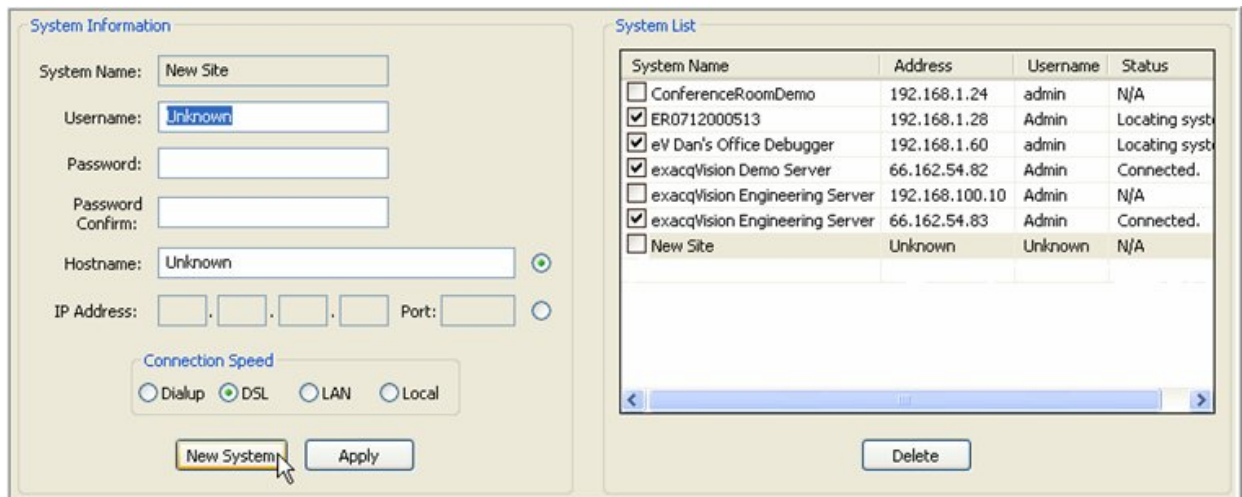 System Information
System Name: New Site
Username: Unknown
Password:
Password
Confirm:
Hostname: Unknown
IP Address: . . . Port:
Connection Speed
Dialup DSL LAN Local
New System Apply
System List
System Name Address Username Status
ConferenceRoomDemo 192.168.1.24 admin N/A
ER0712000513 192.168.1.28 Admin Locating syst
eV Dan's Office Debugger 192.168.1.60 admin Locating syst
exacqVision Demo Server 66.162.54.82 Admin Connected.
exacqVision Engineering Server 192.168.100.10 Admin N/A
exacqVision Engineering Server 66.162.54.83 Admin Connected.
New Site Unknown Unknown N/A
Delete